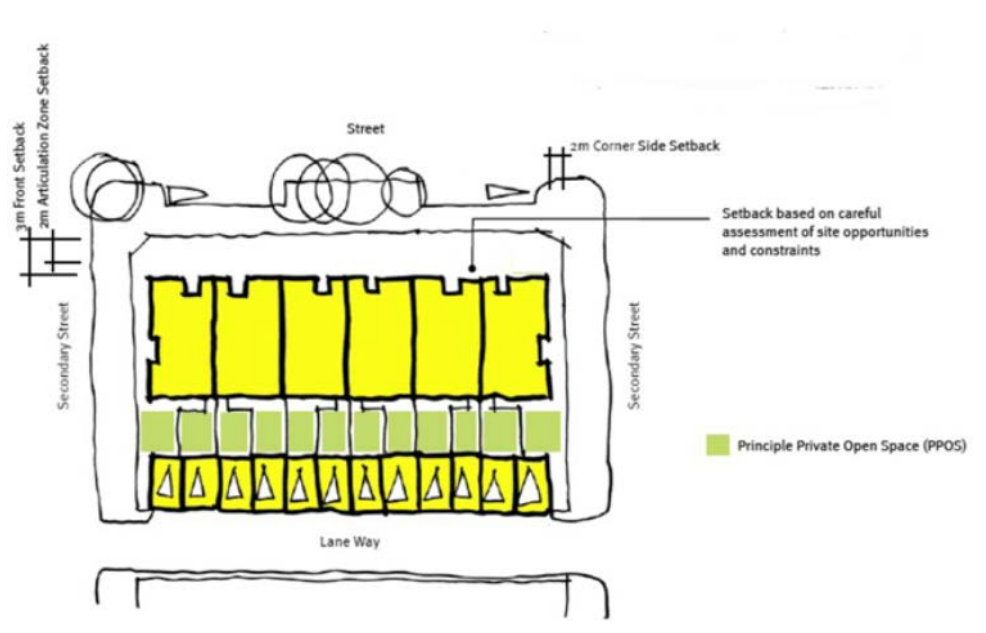 3m Front Setback
2m Articulation Zone Setback
Street
2m Corner Side Setback
Setback based on careful
assessment of site opportunities
and constraints
Secondary Street
Secondary Street
Principle Private Open Space (PPOS)
Lane Way